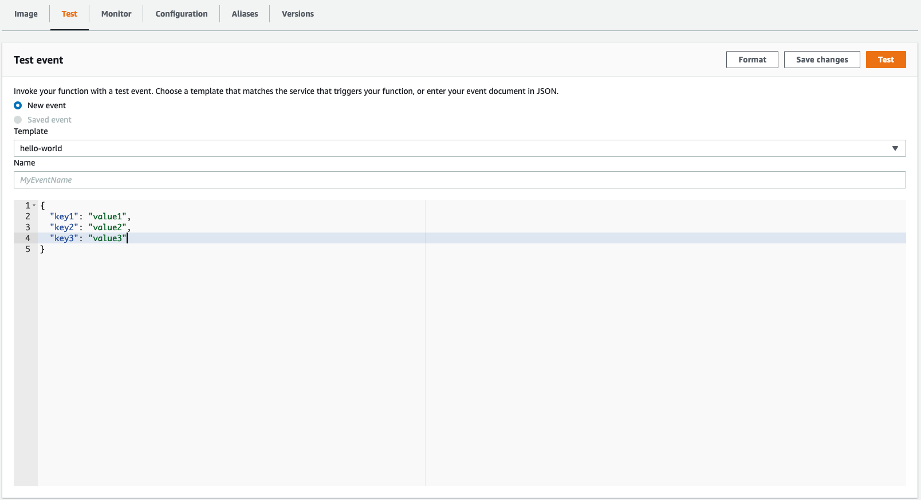 Image Test Monitor Configuration Aliases Versions
Test event Format Save changes Test
Invoke your function with a test event. Choose a template that matches the service that triggers your function, or enter your event document in JSON.
New event
Saved event
Template
hello-world
Name
MyEventName
1 {
2 "key1": "value1",
3 "key2": "value2",
4 "key3": "value3"
5 }